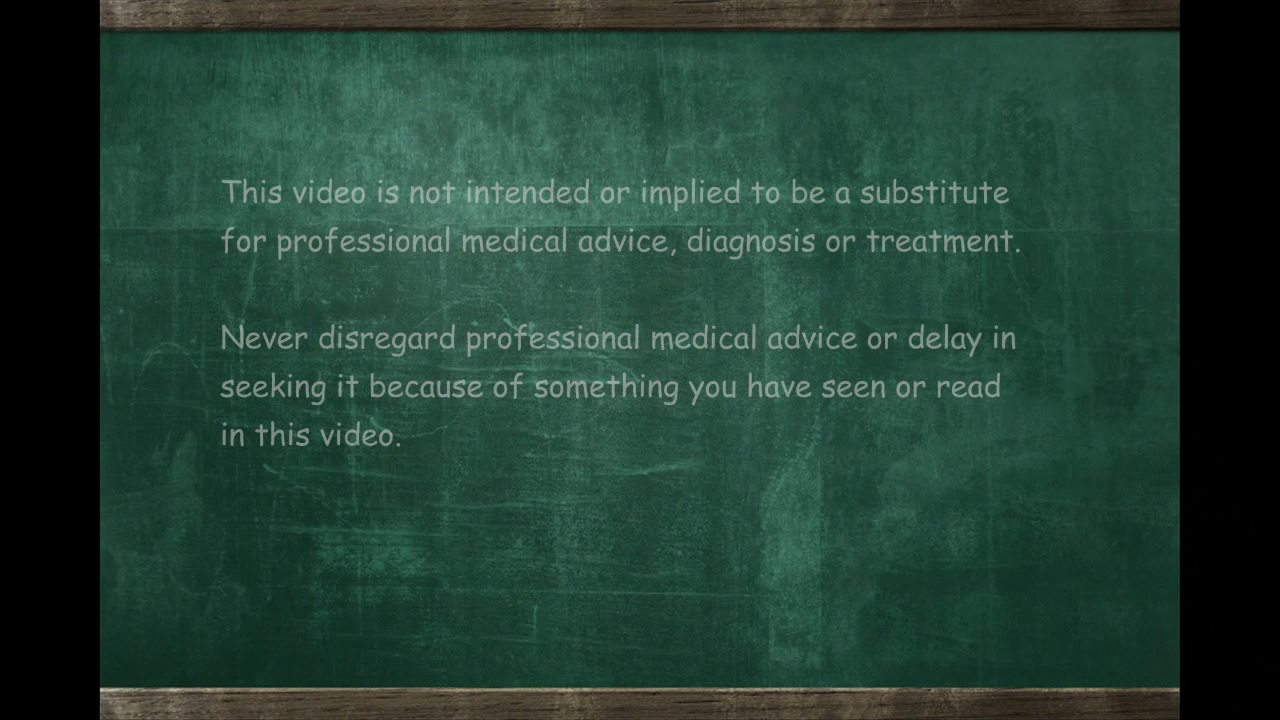 This video is not intended or implied to be a substitute
for professional medical advice, diagnosis or treatment.
Never disregard professional medical advice or delay in
seeking it because of something you have seen or read
in this video.